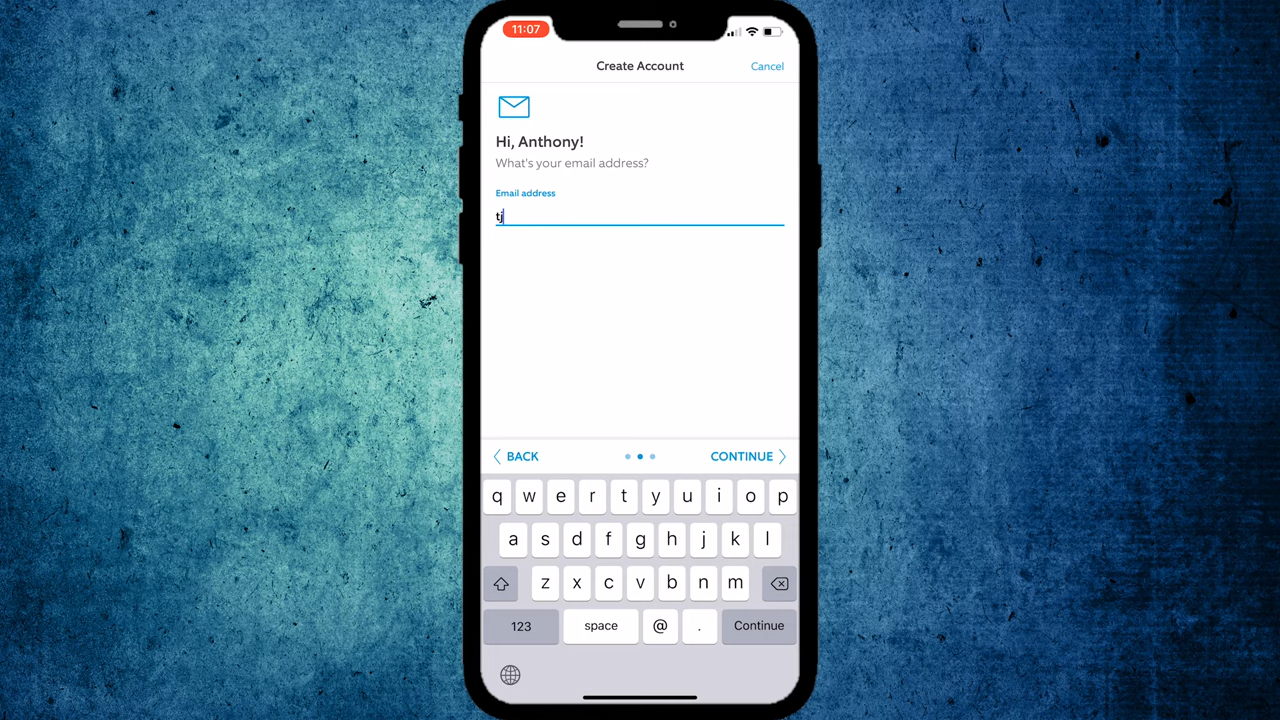 11:07
Create Account
Cancel
Hi, Anthony!
What's your email address?
Email address
tj
BACK
CONTINUE
q w e r t y u i o p
a s d f g h j k l
z x c v b n m
123 space @ . Continue